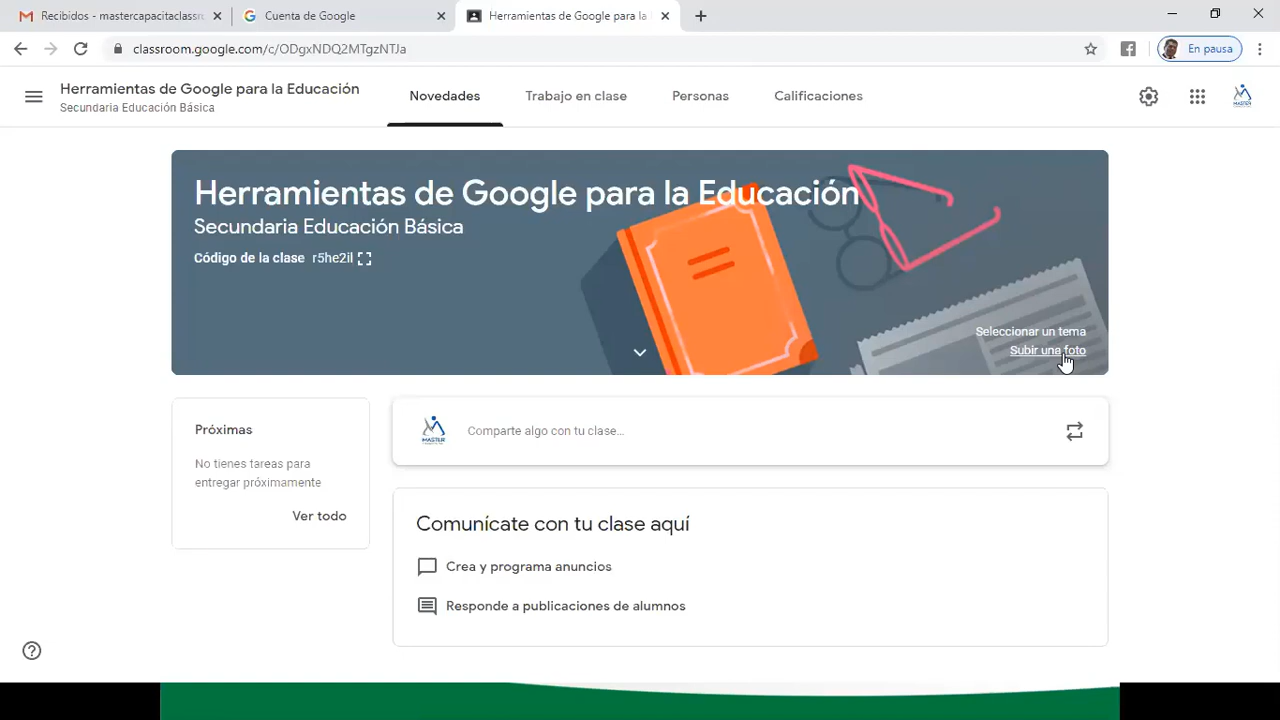 Recibidos - mastercapacitaclassr
Cuenta de Google
Herramientas de Google para la
classroom.google.com/c/ODgxNDQ2MTgzNTJa
En pausa
Herramientas de Google para la Educación
Secundaria Educación Básica
Novedades
Trabajo en clase
Personas
Calificaciones
Herramientas de Google para la Educación
Secundaria Educación Básica
Código de la clase r5he2il
Seleccionar un tema
Subir una foto
Próximas
No tienes tareas para
entregar próximamente
Ver todo
MASTER
Comparte algo con tu clase...
Comunícate con tu clase aquí
Crea y programa anuncios
Responde a publicaciones de alumnos